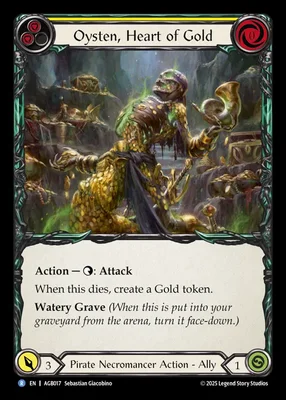 Oysten, Heart of Gold
Action — : Attack
When this dies, create a Gold token.
Watery Grave (When this is put into your
graveyard from the arena, turn it face-down.)
3 Pirate Necromancer Action - Ally 1
R EN | AGB017 Sebastian Giacobino ©2025 Legend Story Studios